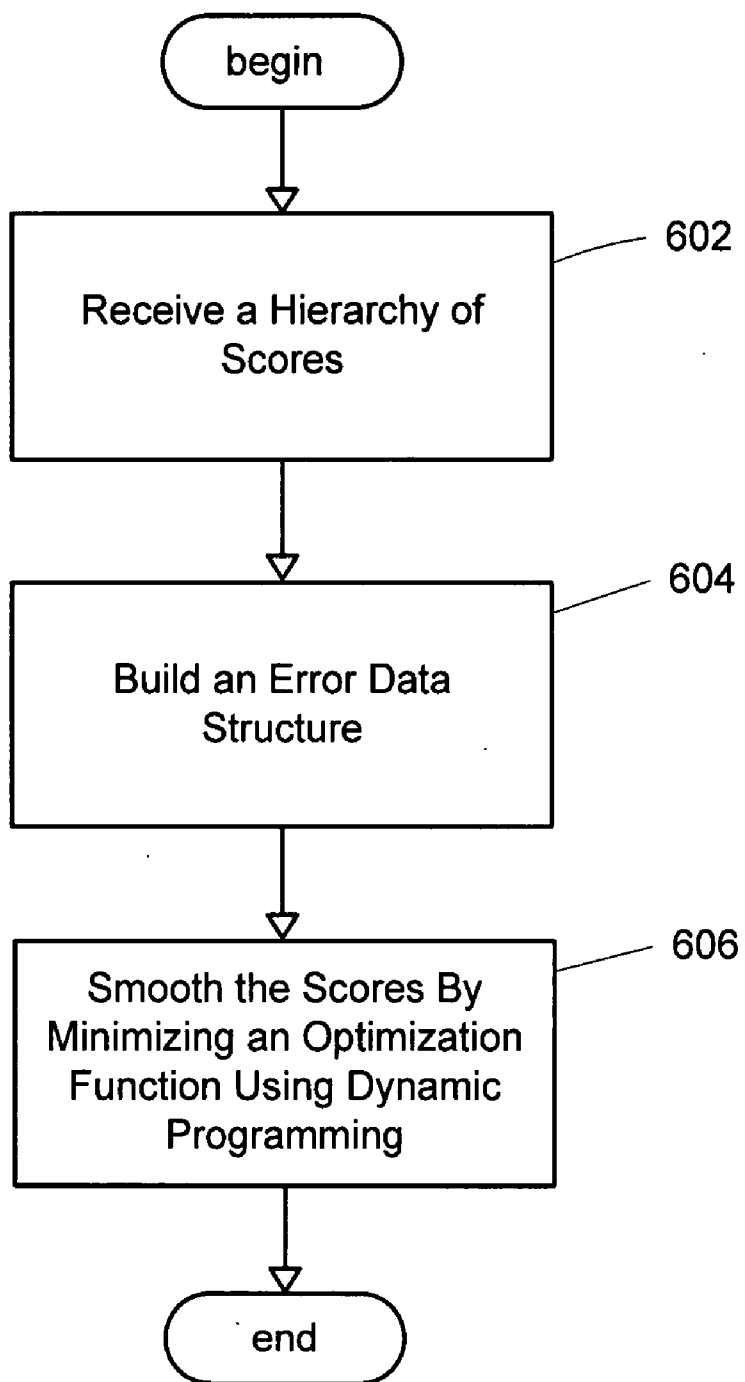 begin
602
Receive a Hierarchy of
Scores
604
Build an Error Data
Structure
606
Smooth the Scores By
Minimizing an Optimization
Function Using Dynamic
Programming
end